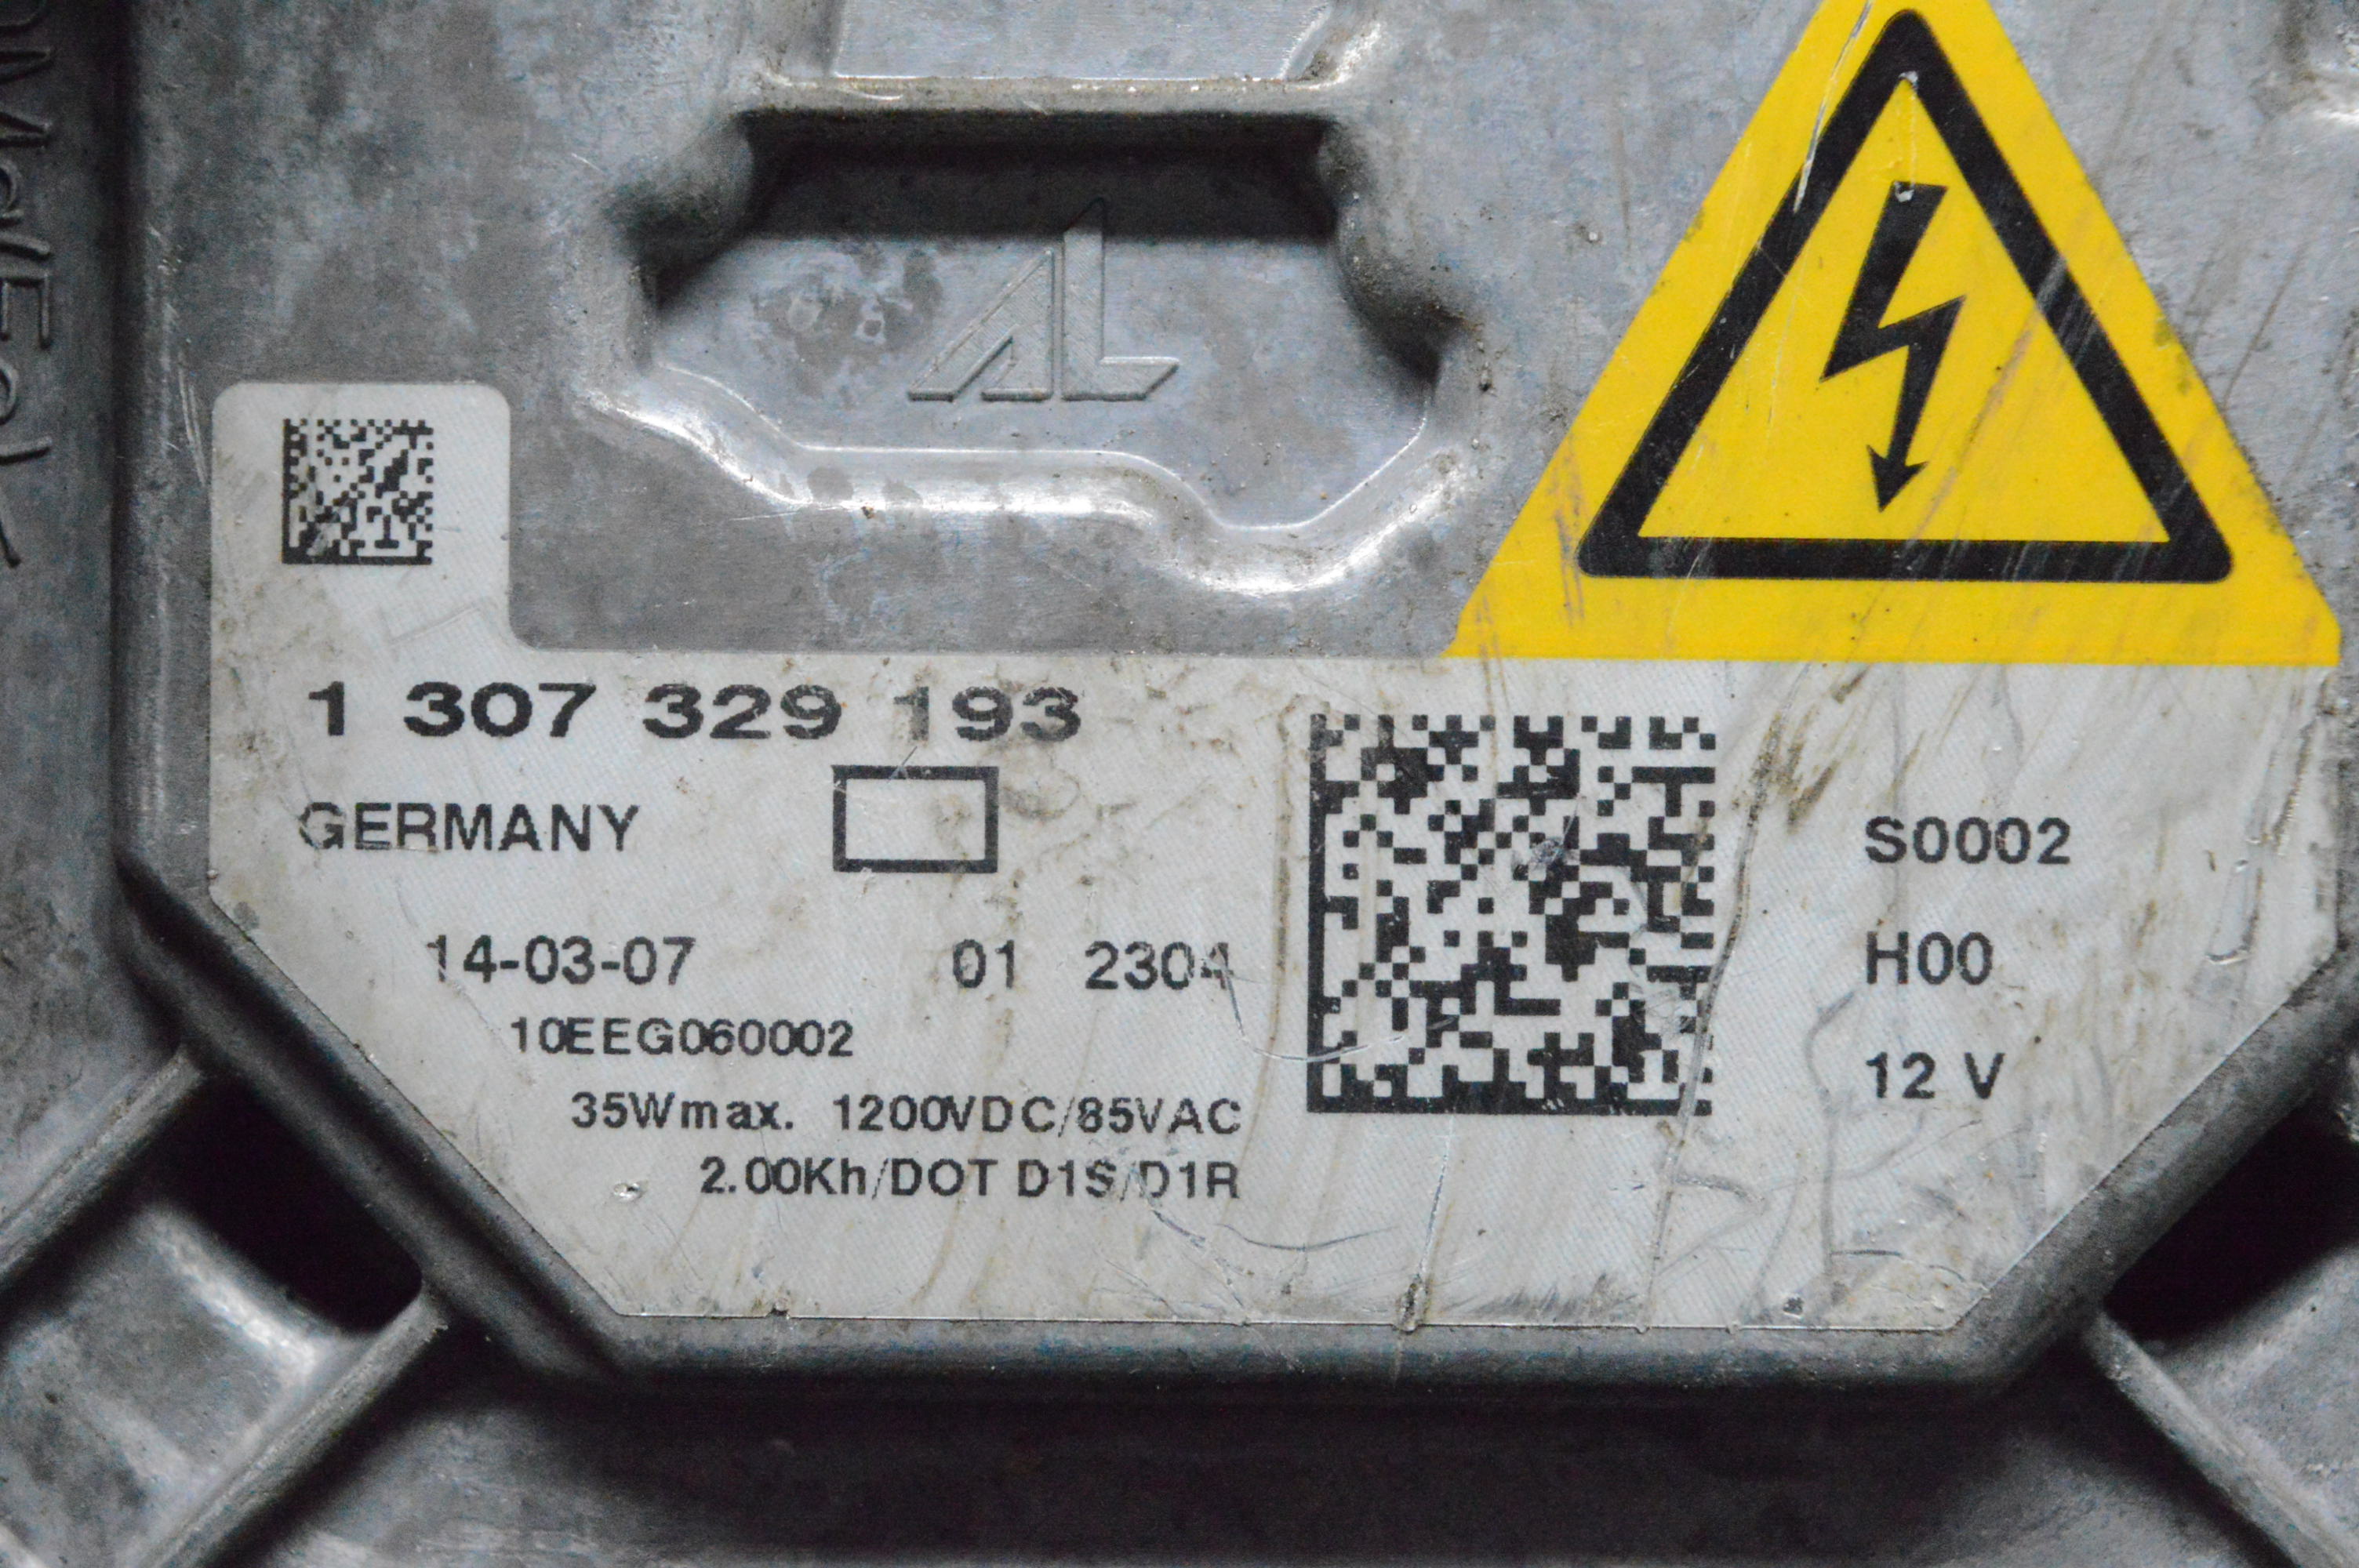 AL
1 307 329 193
GERMANY
14-03-07 01 2304
10EEG060002
35Wmax. 1200VDC/85VAC
2.00Kh/DOT D1S/D1R
S0002
H00
12 V